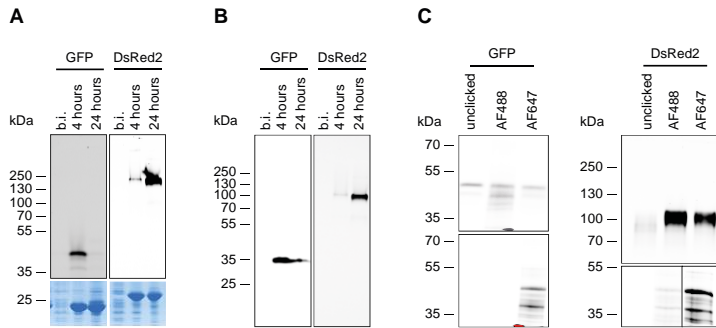 A
GFP
DsRed2
b.i.
4 hours
24 hours
b.i.
4 hours
24 hours
kDa
250
130
100
70
55
35
25
B
GFP
DsRed2
b.i.
4 hours
24 hours
b.i.
4 hours
24 hours
kDa
250
130
100
70
55
35
25
C
GFP
unclicked
AF488
AF647
kDa
70
55
35
70
55
35
DsRed2
unclicked
AF488
AF647
kDa
250
130
100
70
55
35